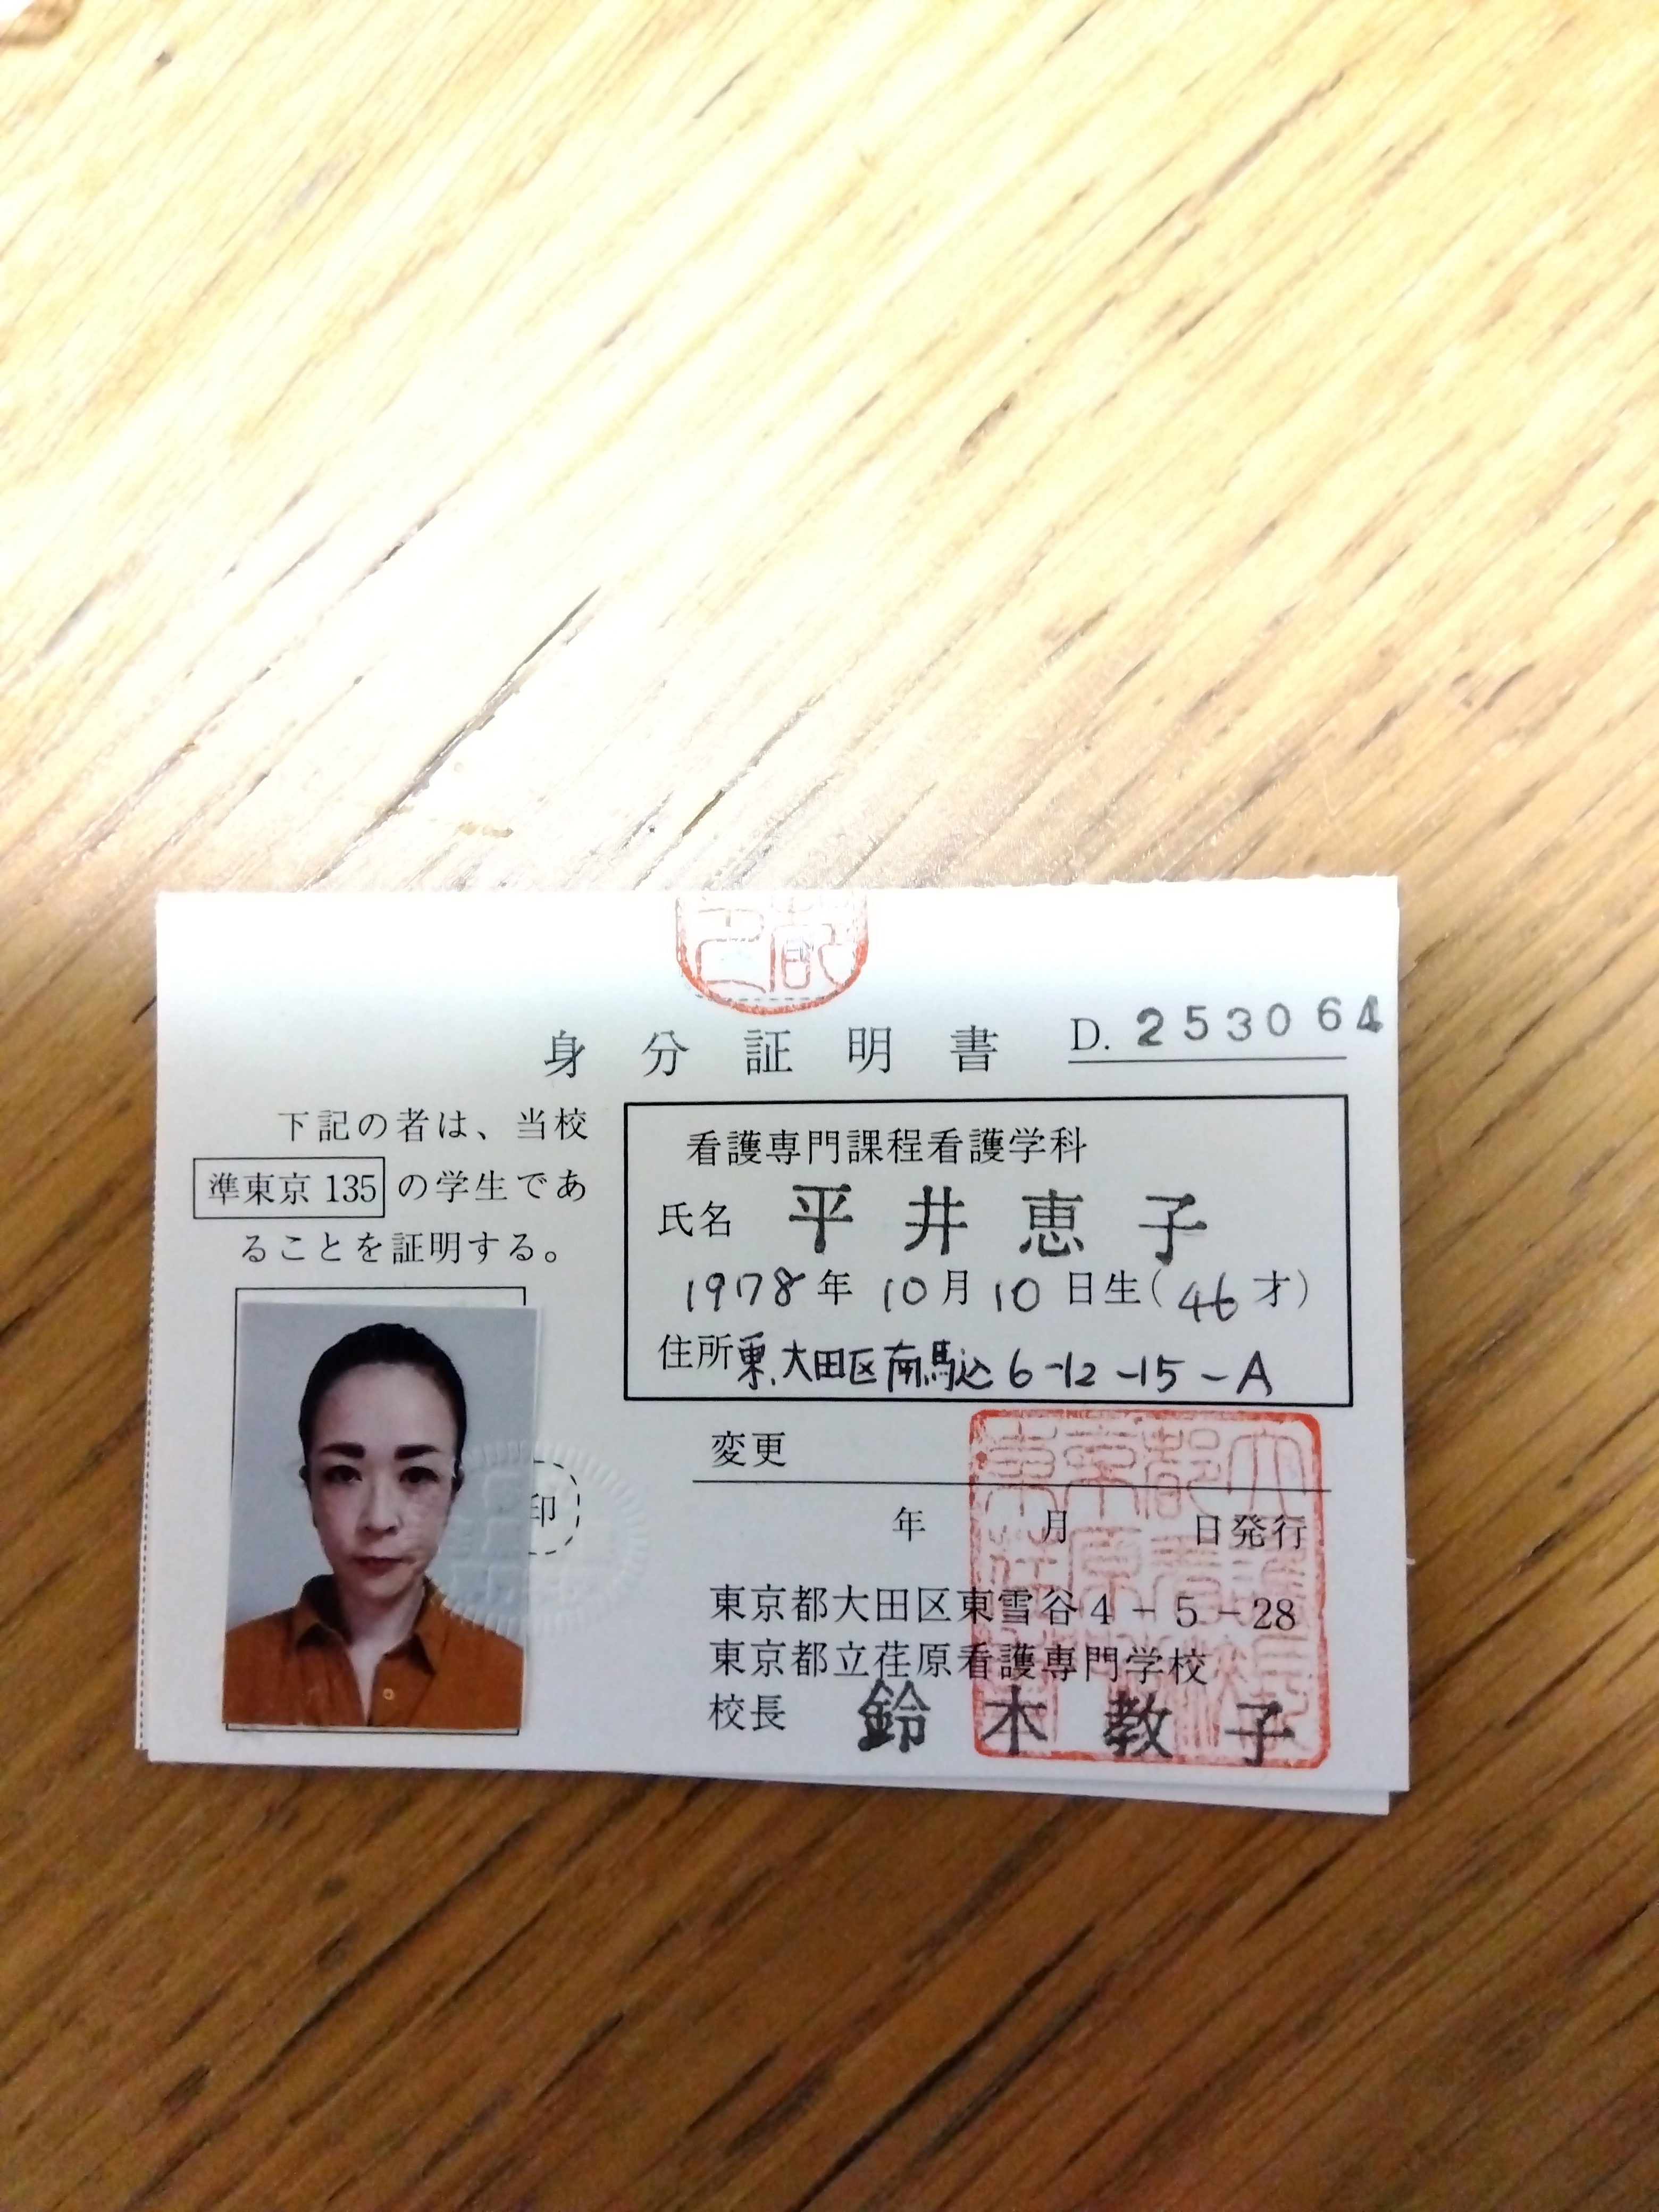 身分証明書 D. 253064
下記の者は、当校
準東京 135 の学生であ
ることを証明する。
看護専門課程看護学科
氏名 平井恵子
1978年10月10日生(46才)
住所 東.大田区南馬込6-12-15-A
印
変更
年 月 日発行
東京都大田区東雪谷4-5-28
東京都立荏原看護専門学校
校長 鈴木教子